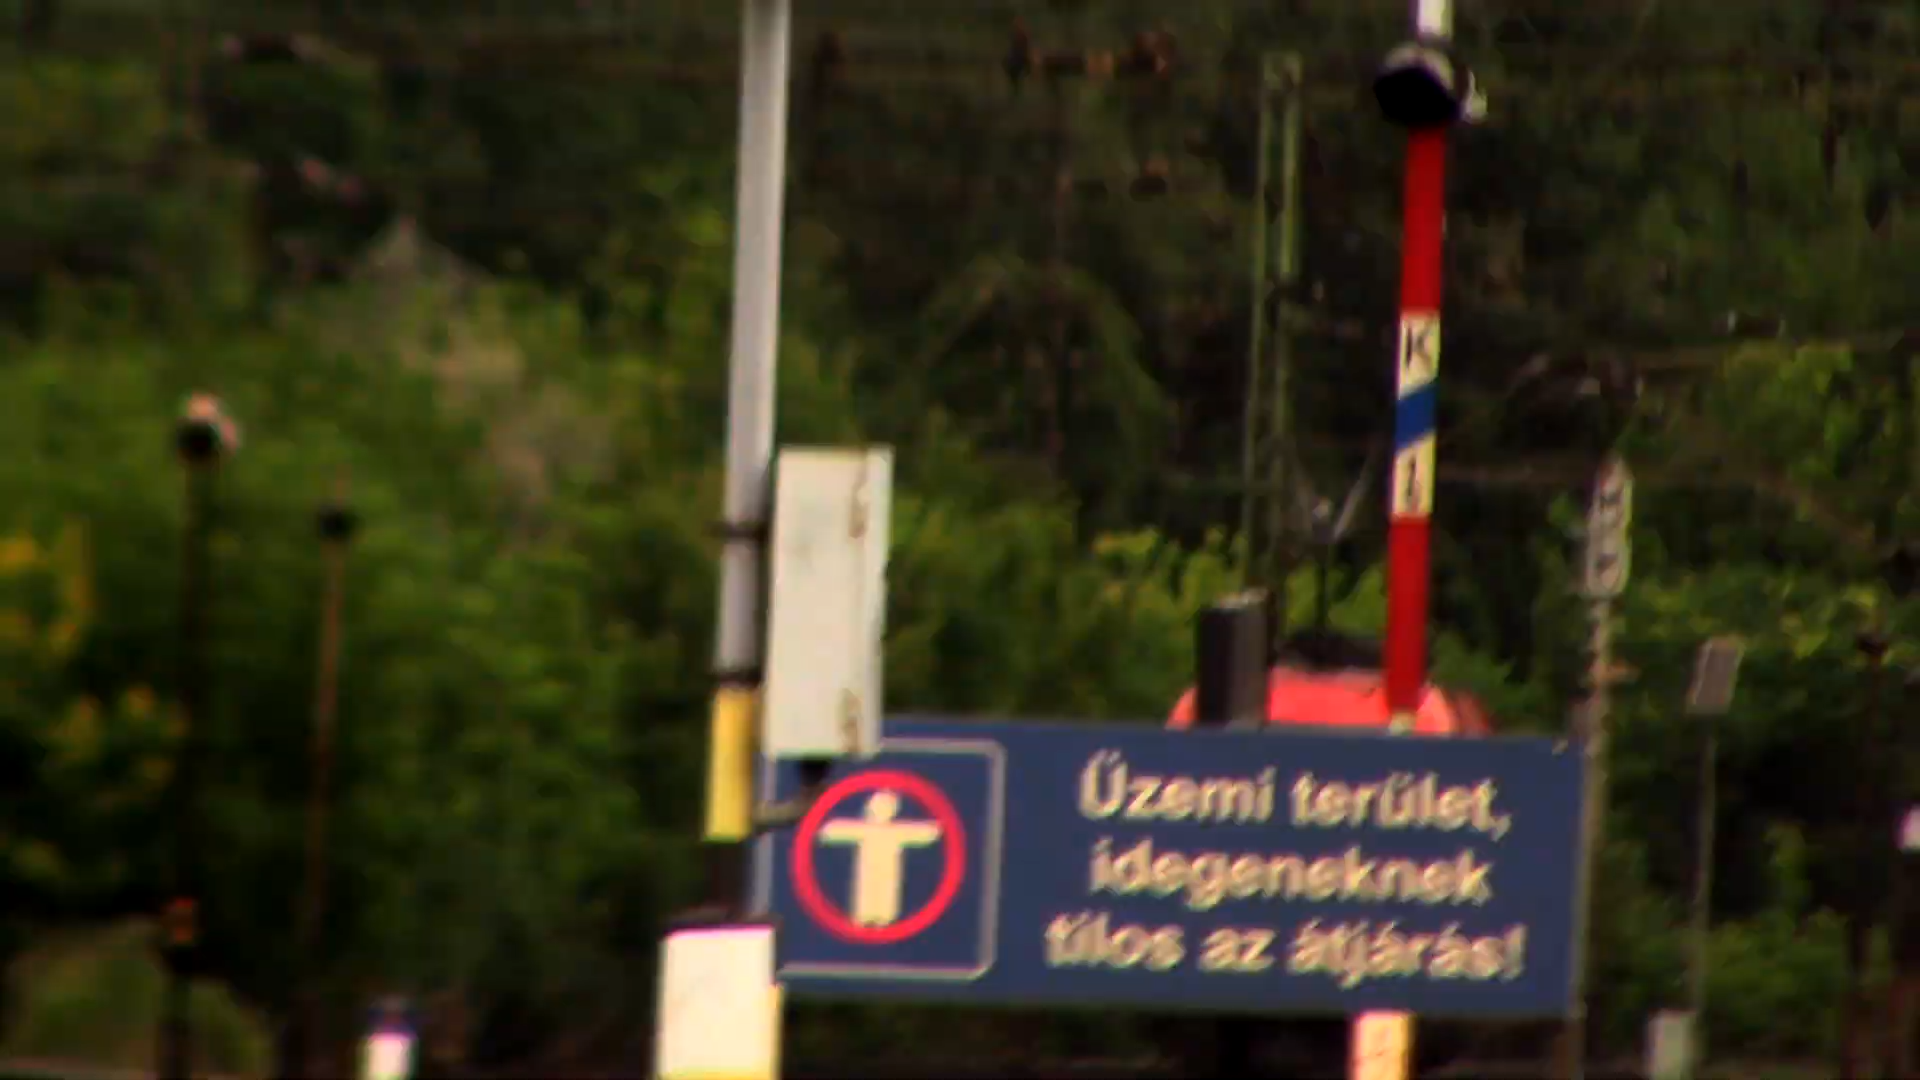 K
Üzemi terület,
idegeneknek
tilos az átjárás!